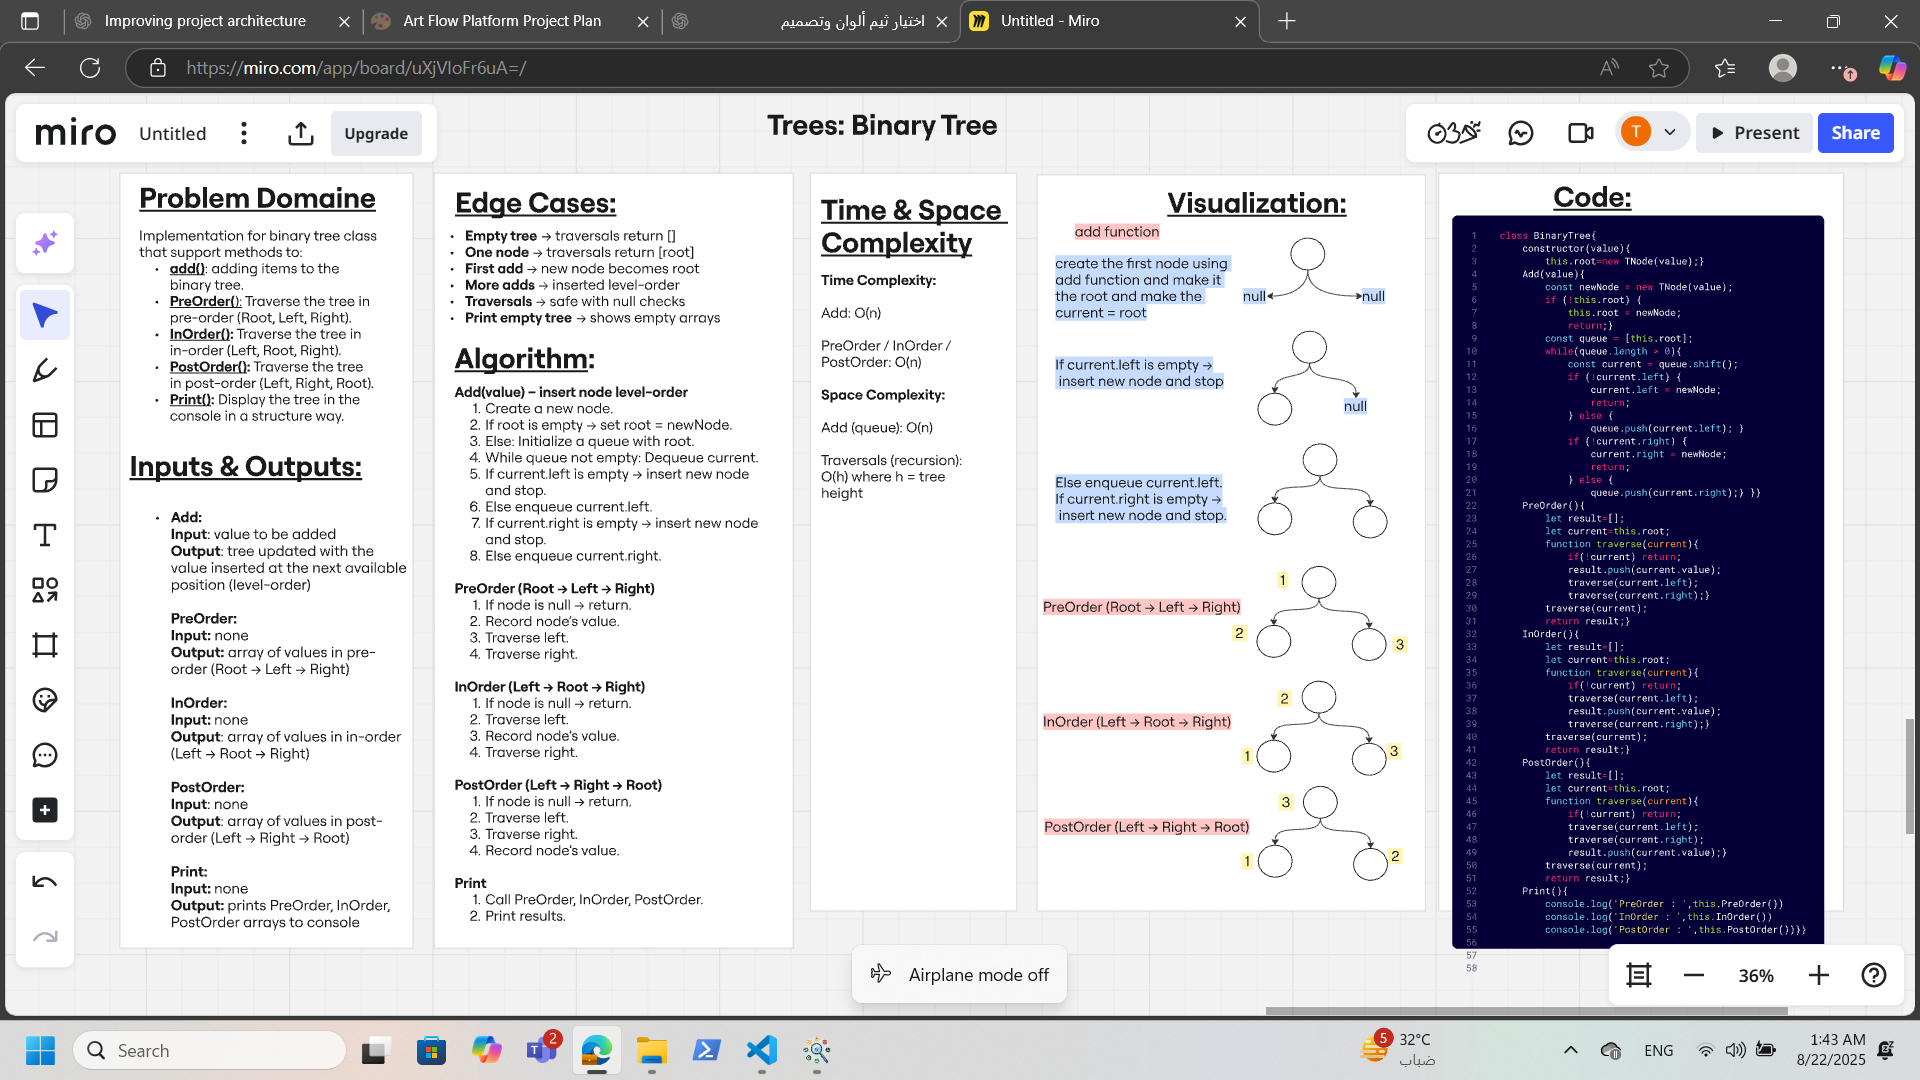 Improving project architecture
Art Flow Platform Project Plan
اختيار ثيم ألوان وتصميم
Untitled - Miro
https://miro.com/app/board/uXjVIoFr6uA=/
miro
Untitled
Upgrade
Trees: Binary Tree
T
Present
Share
Problem Domaine
Implementation for binary tree class
that support methods to:
• add(): adding items to the
binary tree.
• PreOrder(): Traverse the tree in
pre-order (Root, Left, Right).
• InOrder(): Traverse the tree in
in-order (Left, Root, Right).
• PostOrder(): Traverse the tree
in post-order (Left, Right, Root).
• Print(): Display the tree in the
console in a structure way.
Inputs & Outputs:
• Add:
Input: value to be added
Output: tree updated with the
value inserted at the next available
position (level-order)
PreOrder:
Input: none
Output: array of values in pre-
order (Root → Left → Right)
InOrder:
Input: none
Output: array of values in in-order
(Left → Root → Right)
PostOrder:
Input: none
Output: array of values in post-
order (Left → Right → Root)
Print:
Input: none
Output: prints PreOrder, InOrder,
PostOrder arrays to console
Edge Cases:
• Empty tree → traversals return []
• One node → traversals return [root]
• First add → new node becomes root
• More adds → inserted level-order
• Traversals → safe with null checks
• Print empty tree → shows empty arrays
Algorithm:
Add(value) – insert node level-order
1. Create a new node.
2. If root is empty → set root = newNode.
3. Else: Initialize a queue with root.
4. While queue not empty: Dequeue current.
5. If current.left is empty → insert new node
and stop.
6. Else enqueue current.left.
7. If current.right is empty → insert new node
and stop.
8. Else enqueue current.right.
PreOrder (Root → Left → Right)
1. If node is null → return.
2. Record node's value.
3. Traverse left.
4. Traverse right.
InOrder (Left → Root → Right)
1. If node is null → return.
2. Traverse left.
3. Record node's value.
4. Traverse right.
PostOrder (Left → Right → Root)
1. If node is null → return.
2. Traverse left.
3. Traverse right.
4. Record node's value.
Print
1. Call PreOrder, InOrder, PostOrder.
2. Print results.
Time & Space
Complexity
Time Complexity:
Add: O(n)
PreOrder / InOrder /
PostOrder: O(n)
Space Complexity:
Add (queue): O(n)
Traversals (recursion):
O(h) where h = tree
height
Visualization:
add function
create the first node using
add function and make it
the root and make the
current = root
null
null
If current.left is empty →
insert new node and stop
null
Else enqueue current.left.
If current.right is empty →
insert new node and stop.
1
PreOrder (Root → Left → Right)
2
3
2
InOrder (Left → Root → Right)
1
3
3
PostOrder (Left → Right → Root)
1
2
Code:
1 class BinaryTree{
2 constructor(value){
3 this.root=new TNode(value);}
4 Add(value){
5 const newNode = new TNode(value);
6 if (!this.root) {
7 this.root = newNode;
8 return;}
9 const queue = [this.root];
10 while(queue.length > 0){
11 const current = queue.shift();
12 if (!current.left) {
13 current.left = newNode;
14 return;
15 } else {
16 queue.push(current.left); }
17 if (!current.right) {
18 current.right = newNode;
19 return;
20 } else {
21 queue.push(current.right);} }}
22 PreOrder(){
23 let result=[];
24 let current=this.root;
25 function traverse(current){
26 if(!current) return;
27 result.push(current.value);
28 traverse(current.left);
29 traverse(current.right);}
30 traverse(current);
31 return result;}
32 InOrder(){
33 let result=[];
34 let current=this.root;
35 function traverse(current){
36 if(!current) return;
37 traverse(current.left);
38 result.push(current.value);
39 traverse(current.right);}
40 traverse(current);
41 return result;}
42 PostOrder(){
43 let result=[];
44 let current=this.root;
45 function traverse(current){
46 if(!current) return;
47 traverse(current.left);
48 traverse(current.right);
49 result.push(current.value);}
50 traverse(current);
51 return result;}
52 Print(){
53 console.log('PreOrder : ',this.PreOrder())
54 console.log('InOrder : ',this.InOrder())
55 console.log('PostOrder : ',this.PostOrder())}}
56
57
58
Airplane mode off
36%
Search
2
5
32°C
ضباب
ENG
1:43 AM
8/22/2025